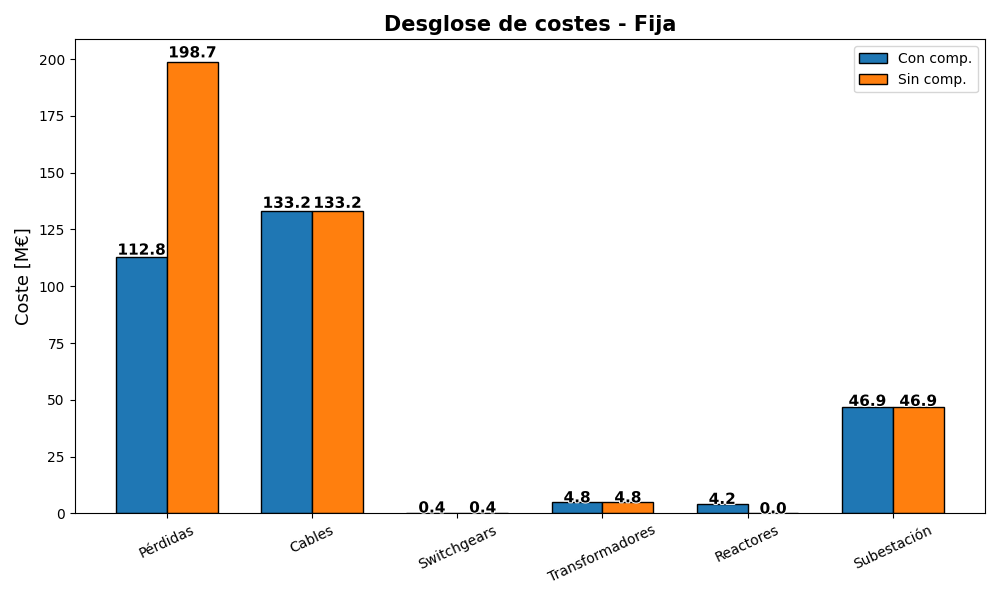 Desglose de costes - Fija
Coste [M€]
200
175
150
125
100
75
50
25
0
Con comp.
Sin comp.
112.8
198.7
133.2
133.2
0.4
0.4
4.8
4.8
4.2
0.0
46.9
46.9
Pérdidas
Cables
Switchgears
Transformadores
Reactores
Subestación